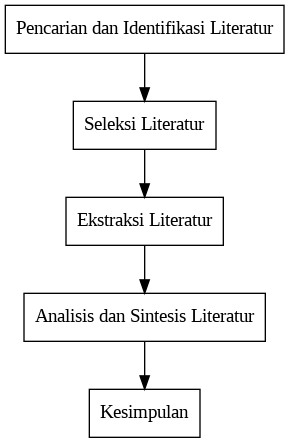 Pencarian dan Identifikasi Literatur
Seleksi Literatur
Ekstraksi Literatur
Analisis dan Sintesis Literatur
Kesimpulan